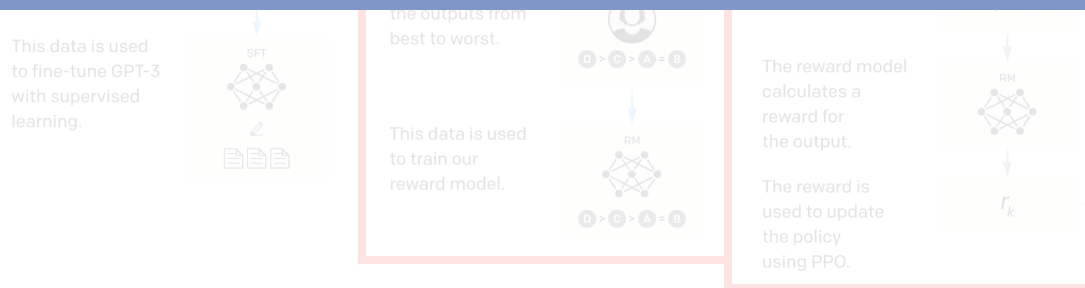 This data is used
to fine-tune GPT-3
with supervised
learning.
SFT
the outputs from
best to worst.
D > C > A = B
This data is used
to train our
reward model.
RM
D > C > A = B
The reward model
calculates a
reward for
the output.
RM
The reward is
used to update
the policy
using PPO.
rk